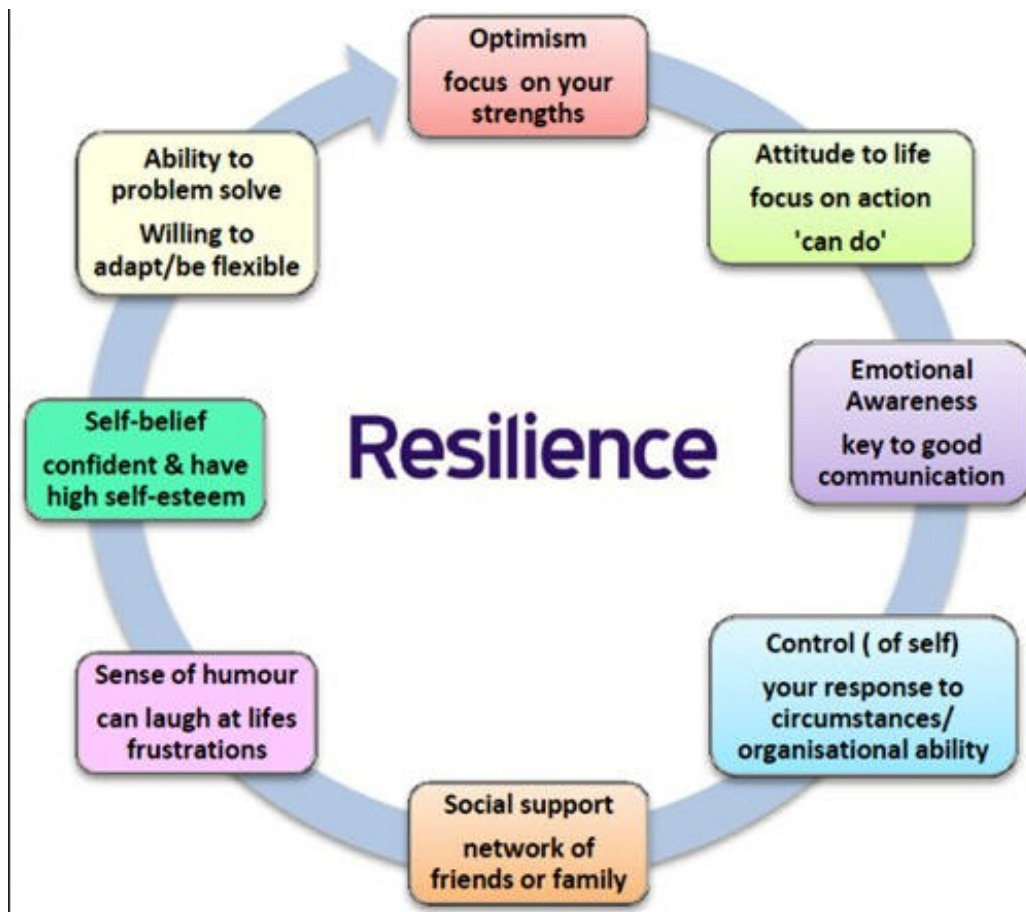 Optimism
focus on your
strengths
Attitude to life
focus on action
'can do'
Emotional
Awareness
key to good
communication
Control ( of self)
your response to
circumstances/
organisational ability
Social support
network of
friends or family
Sense of humour
can laugh at lifes
frustrations
Self-belief
confident & have
high self-esteem
Ability to
problem solve
Willing to
adapt/be flexible
Resilience